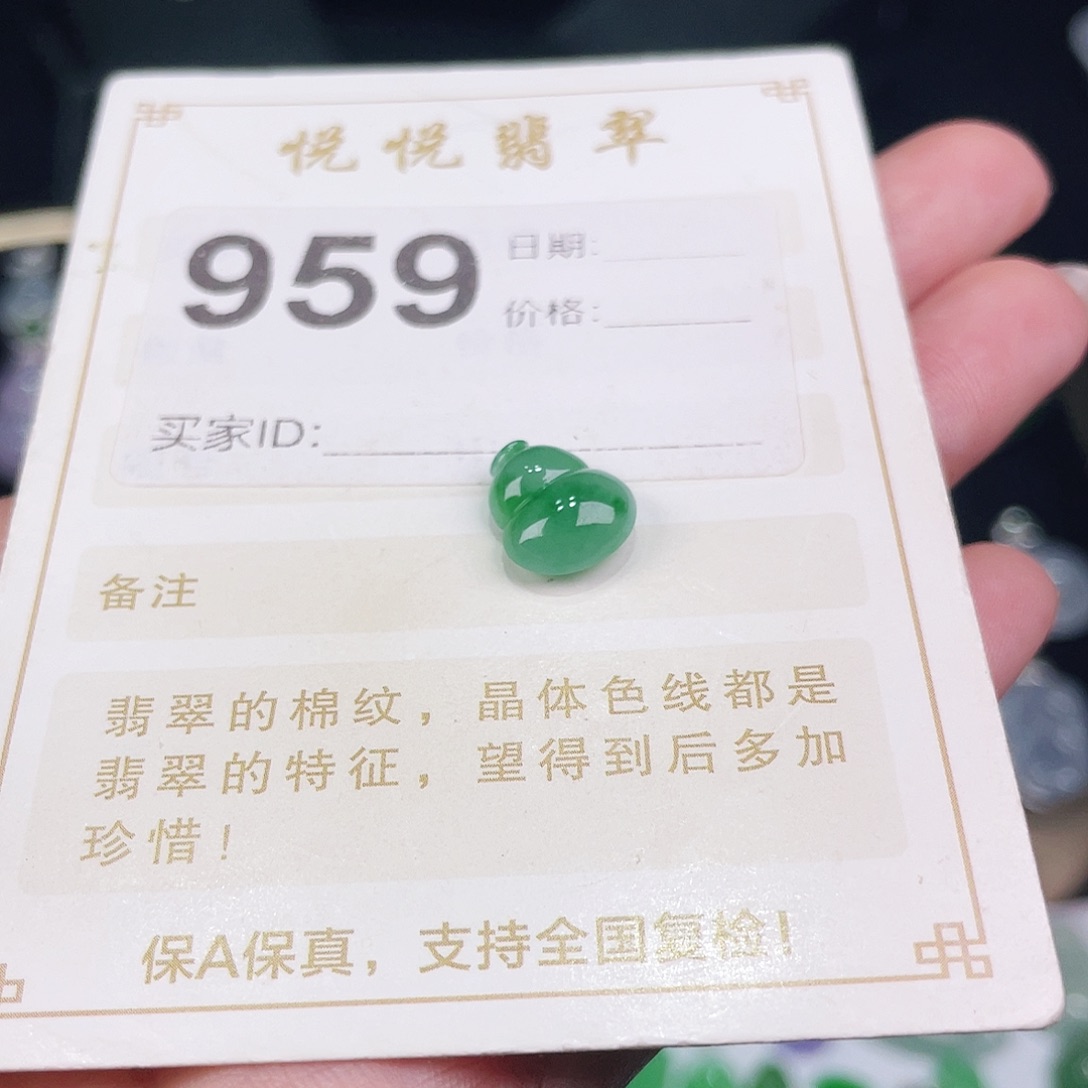 悦悦翡翠
959
日期:
价格:
买家ID:
备注
翡翠的棉纹，晶体色线都是
翡翠的特征，望得到后多加
珍惜！
保A保真，支持全国复检！